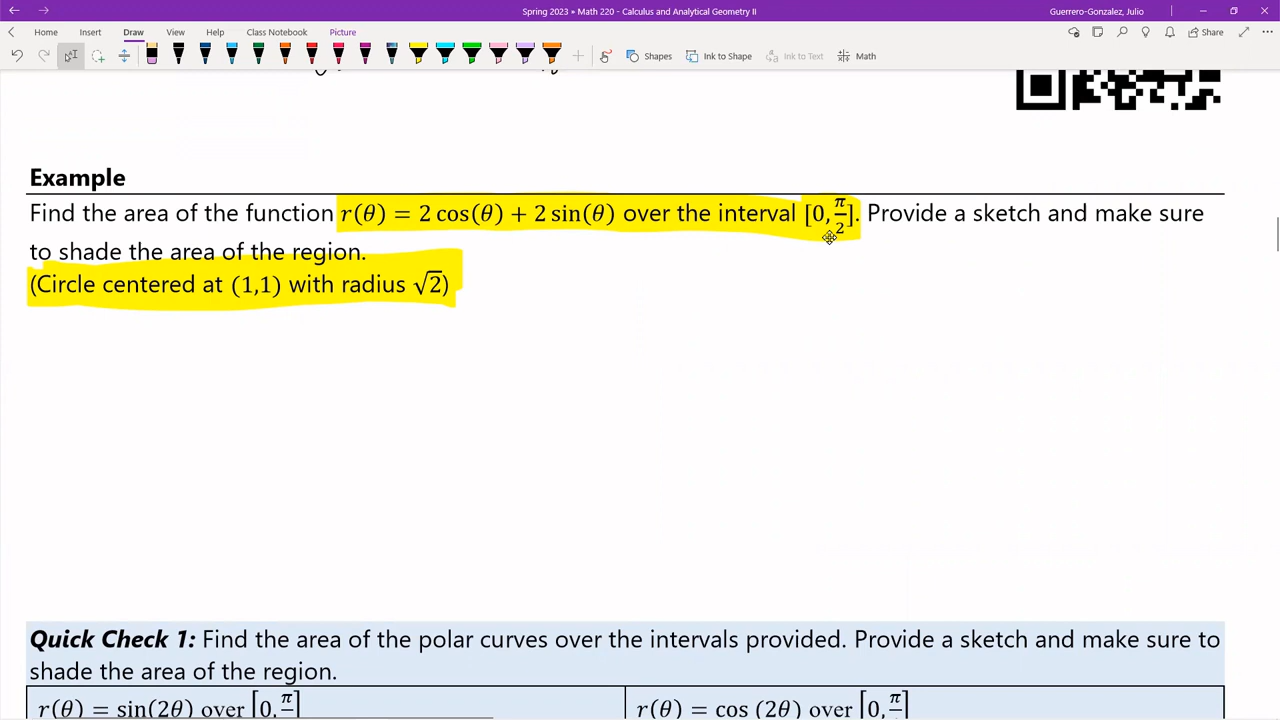 Spring 2023 • Math 220 - Calculus and Analytical Geometry II
Guerrero-Gonzalez, Julio
Home Insert Draw View Help Class Notebook Picture
Share
Shapes Ink to Shape Ink to Text Math
Example
Find the area of the function r(θ) = 2 cos(θ) + 2 sin(θ) over the interval [0, π/2]. Provide a sketch and make sure
to shade the area of the region.
(Circle centered at (1,1) with radius √2)
Quick Check 1: Find the area of the polar curves over the intervals provided. Provide a sketch and make sure to
shade the area of the region.
r(θ) = sin(2θ) over [0, π/
r(θ) = cos (2θ) over [0, π/